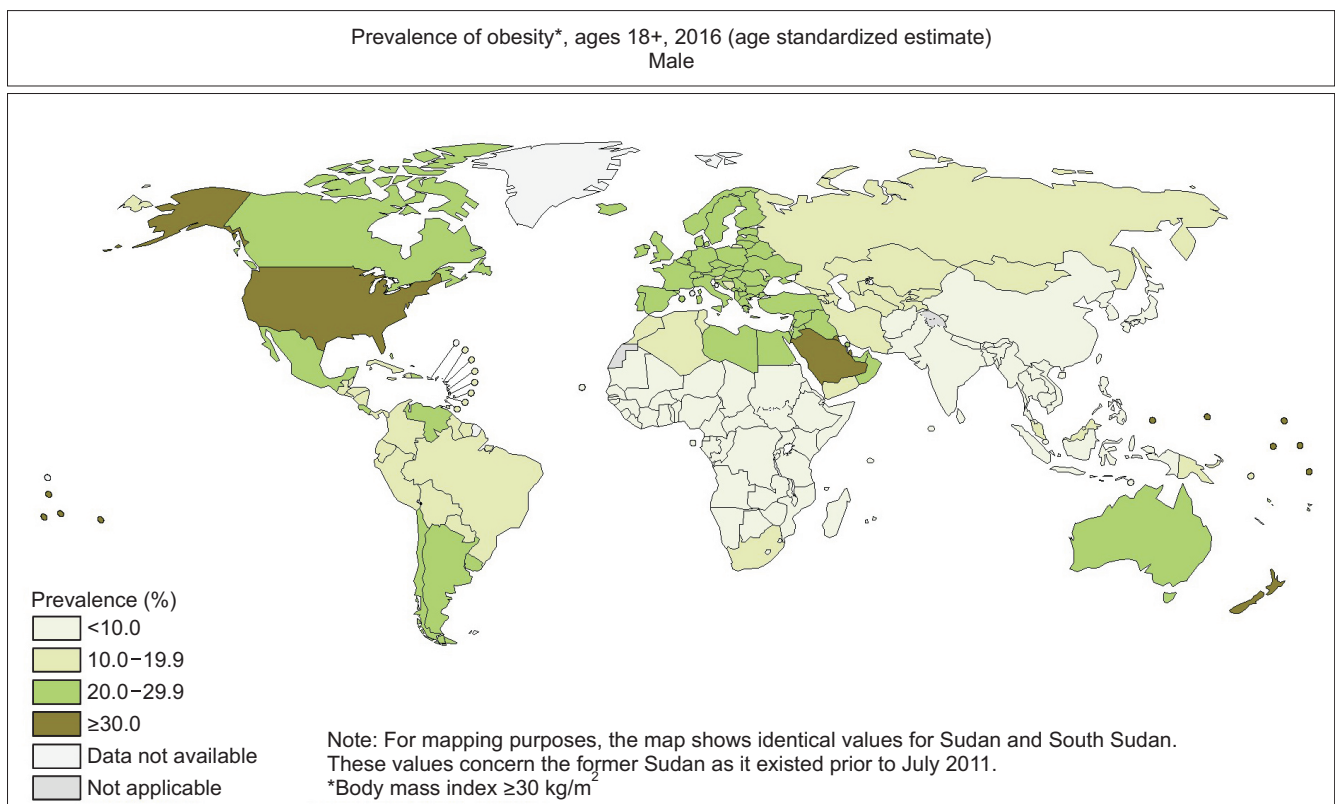 Prevalence of obesity*, ages 18+, 2016 (age standardized estimate)
Male
Prevalence (%)
<10.0
10.0−19.9
20.0−29.9
≥30.0
Data not available
Not applicable
Note: For mapping purposes, the map shows identical values for Sudan and South Sudan.
These values concern the former Sudan as it existed prior to July 2011.
*Body mass index ≥30 kg/m²